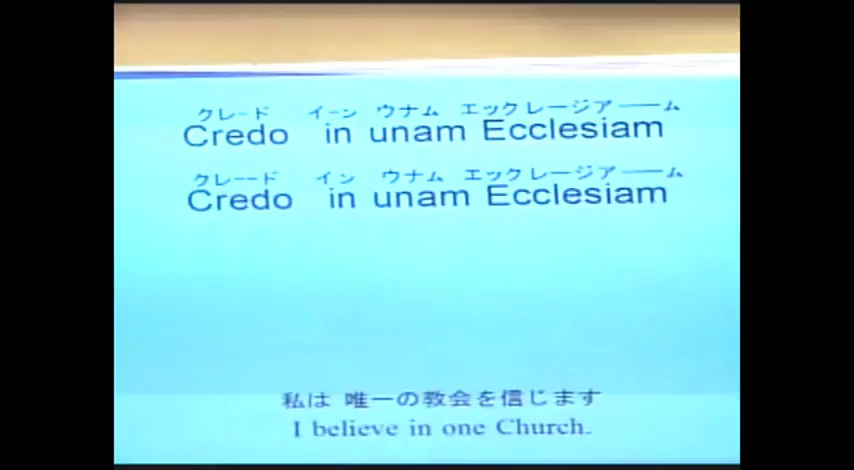 クレ－ド イ－ン ウナム エックレージアーーム
Credo in unam Ecclesiam
クレーード イン ウナム エックレージアーーム
Credo in unam Ecclesiam
私は 唯一の教会を信じます
I believe in one Church.